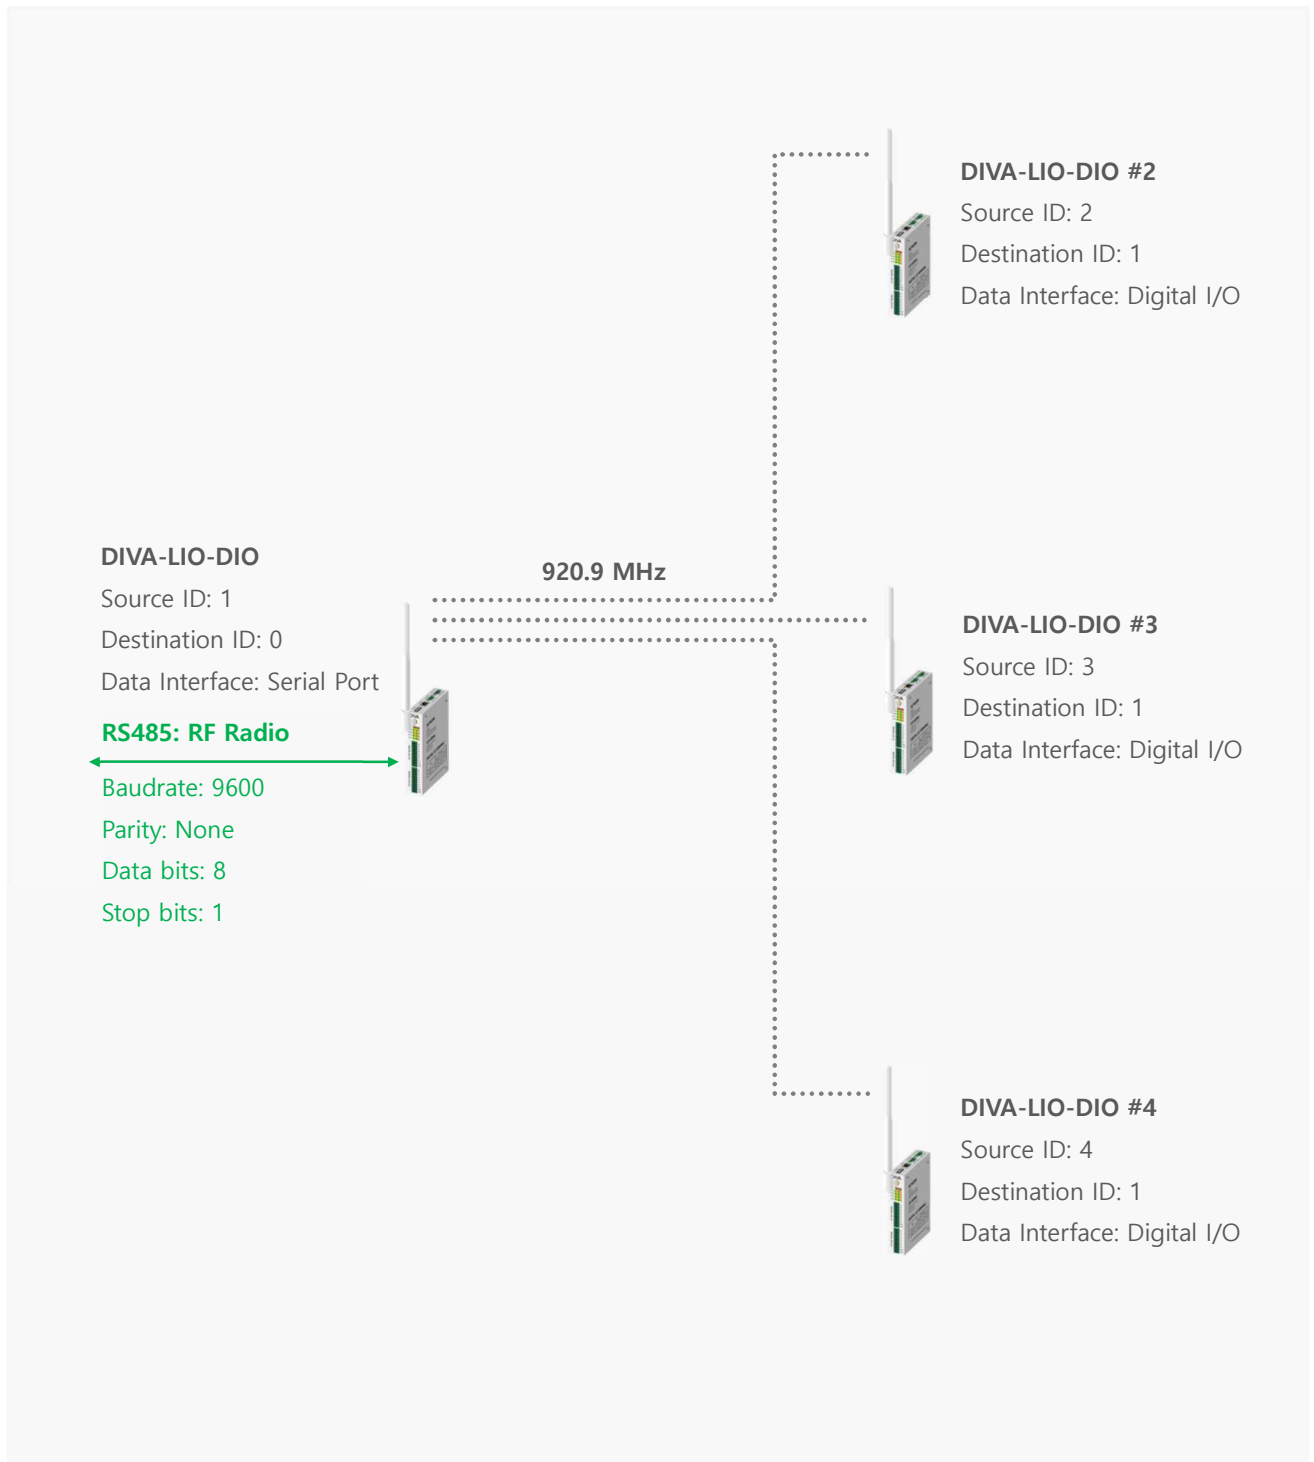 DIVA-LIO-DIO #2
Source ID: 2
Destination ID: 1
Data Interface: Digital I/O
DIVA-LIO-DIO
Source ID: 1
Destination ID: 0
Data Interface: Serial Port
RS485: RF Radio
Baudrate: 9600
Parity: None
Data bits: 8
Stop bits: 1
920.9 MHz
DIVA-LIO-DIO #3
Source ID: 3
Destination ID: 1
Data Interface: Digital I/O
DIVA-LIO-DIO #4
Source ID: 4
Destination ID: 1
Data Interface: Digital I/O